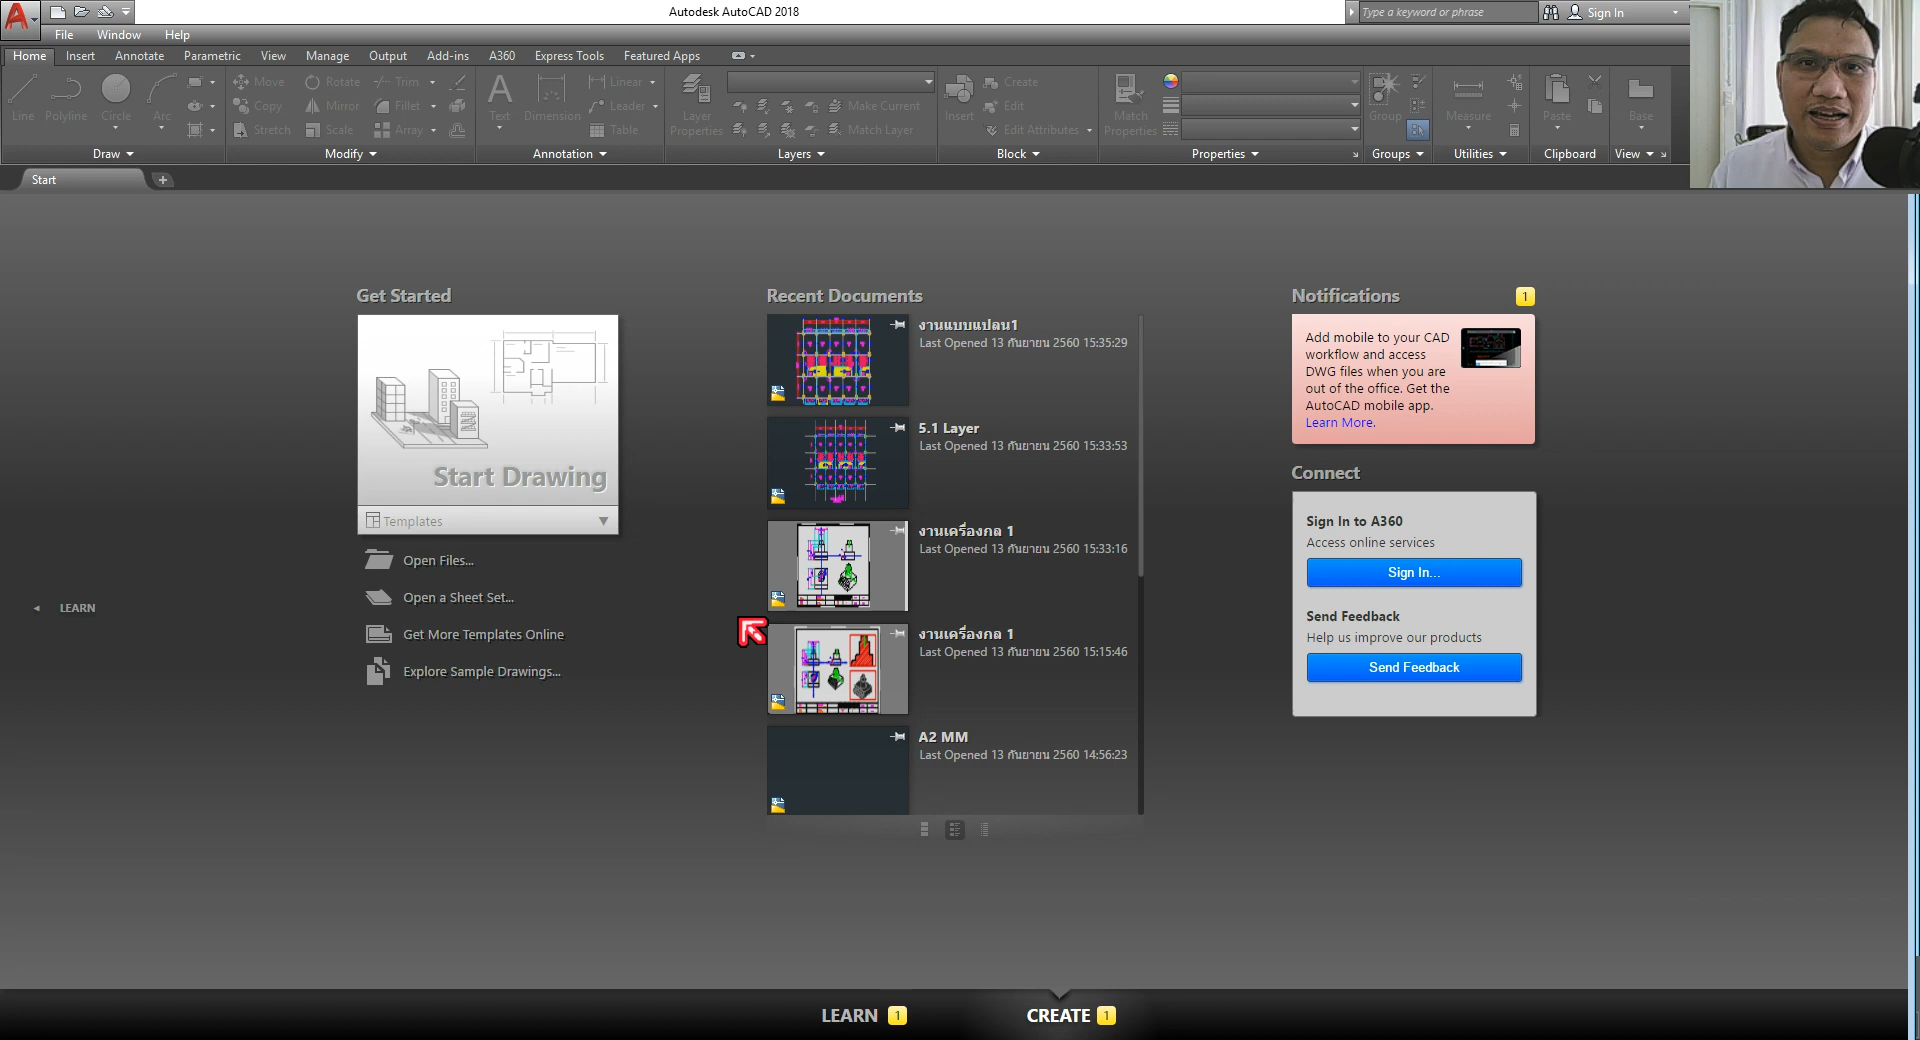 Autodesk AutoCAD 2018
Type a keyword or phrase
Sign In
File
Window
Help
Home
Insert
Annotate
Parametric
View
Manage
Output
Add-ins
A360
Express Tools
Featured Apps
Line
Polyline
Circle
Arc
Draw
Move
Rotate
Trim
Copy
Mirror
Fillet
Stretch
Scale
Array
Modify
Text
Dimension
Linear
Leader
Table
Annotation
Layer
Properties
Make Current
Match Layer
Layers
Insert
Create
Edit
Edit Attributes
Block
Match
Properties
Properties
Group
Groups
Measure
Utilities
Paste
Clipboard
Base
View
Start
Get Started
Start Drawing
Templates
Open Files...
Open a Sheet Set...
Get More Templates Online
Explore Sample Drawings...
LEARN
Recent Documents
งานแบบแปลน1
Last Opened 13 กันยายน 2560 15:35:29
5.1 Layer
Last Opened 13 กันยายน 2560 15:33:53
งานเครื่องกล 1
Last Opened 13 กันยายน 2560 15:33:16
งานเครื่องกล 1
Last Opened 13 กันยายน 2560 15:15:46
A2 MM
Last Opened 13 กันยายน 2560 14:56:23
Notifications
1
Add mobile to your CAD
workflow and access
DWG files when you are
out of the office. Get the
AutoCAD mobile app.
Learn More.
Connect
Sign In to A360
Access online services
Sign In...
Send Feedback
Help us improve our products
Send Feedback
LEARN 1
CREATE 1